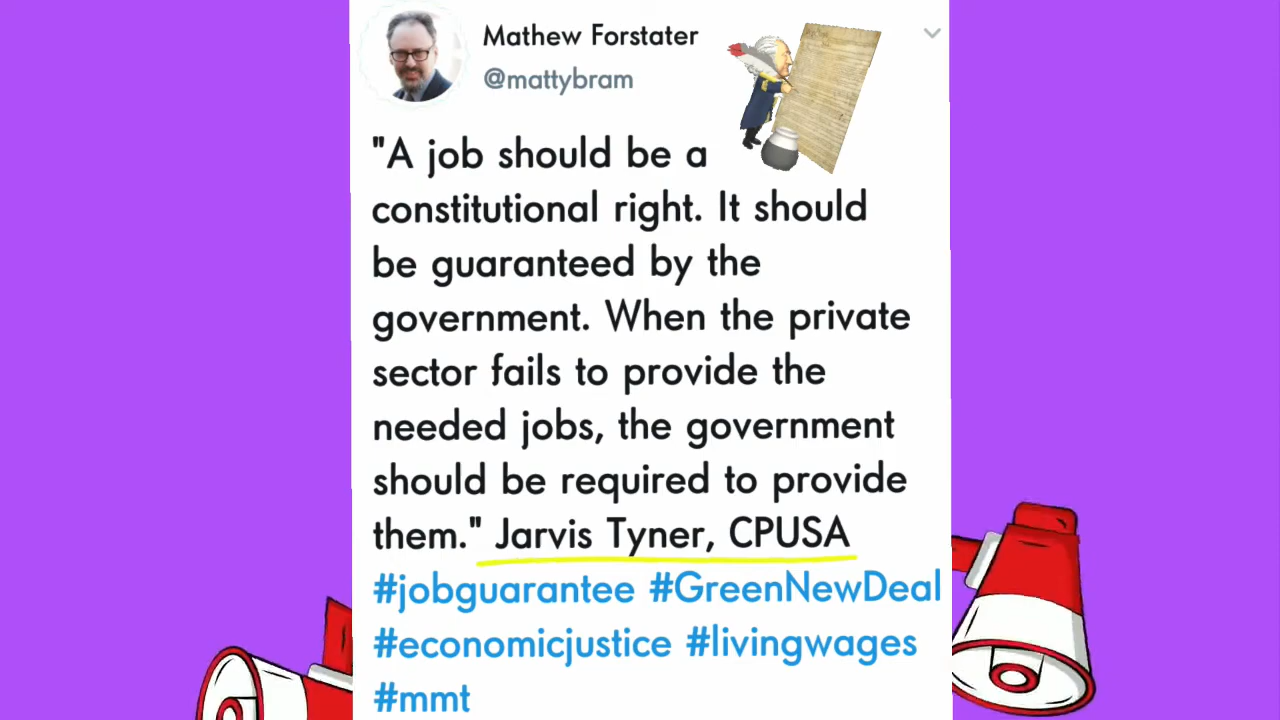 Mathew Forstater
@mattybram
"A job should be a
constitutional right. It should
be guaranteed by the
government. When the private
sector fails to provide the
needed jobs, the government
should be required to provide
them." Jarvis Tyner, CPUSA
#jobguarantee #GreenNewDeal
#economicjustice #livingwages
#mmt